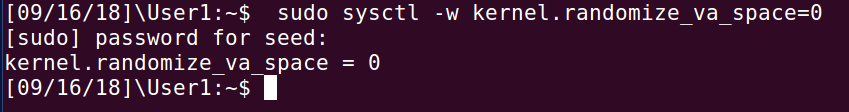 [09/16/18]\User1:~$  sudo sysctl -w kernel.randomize_va_space=0
[sudo] password for seed:
kernel.randomize_va_space = 0
[09/16/18]\User1:~$